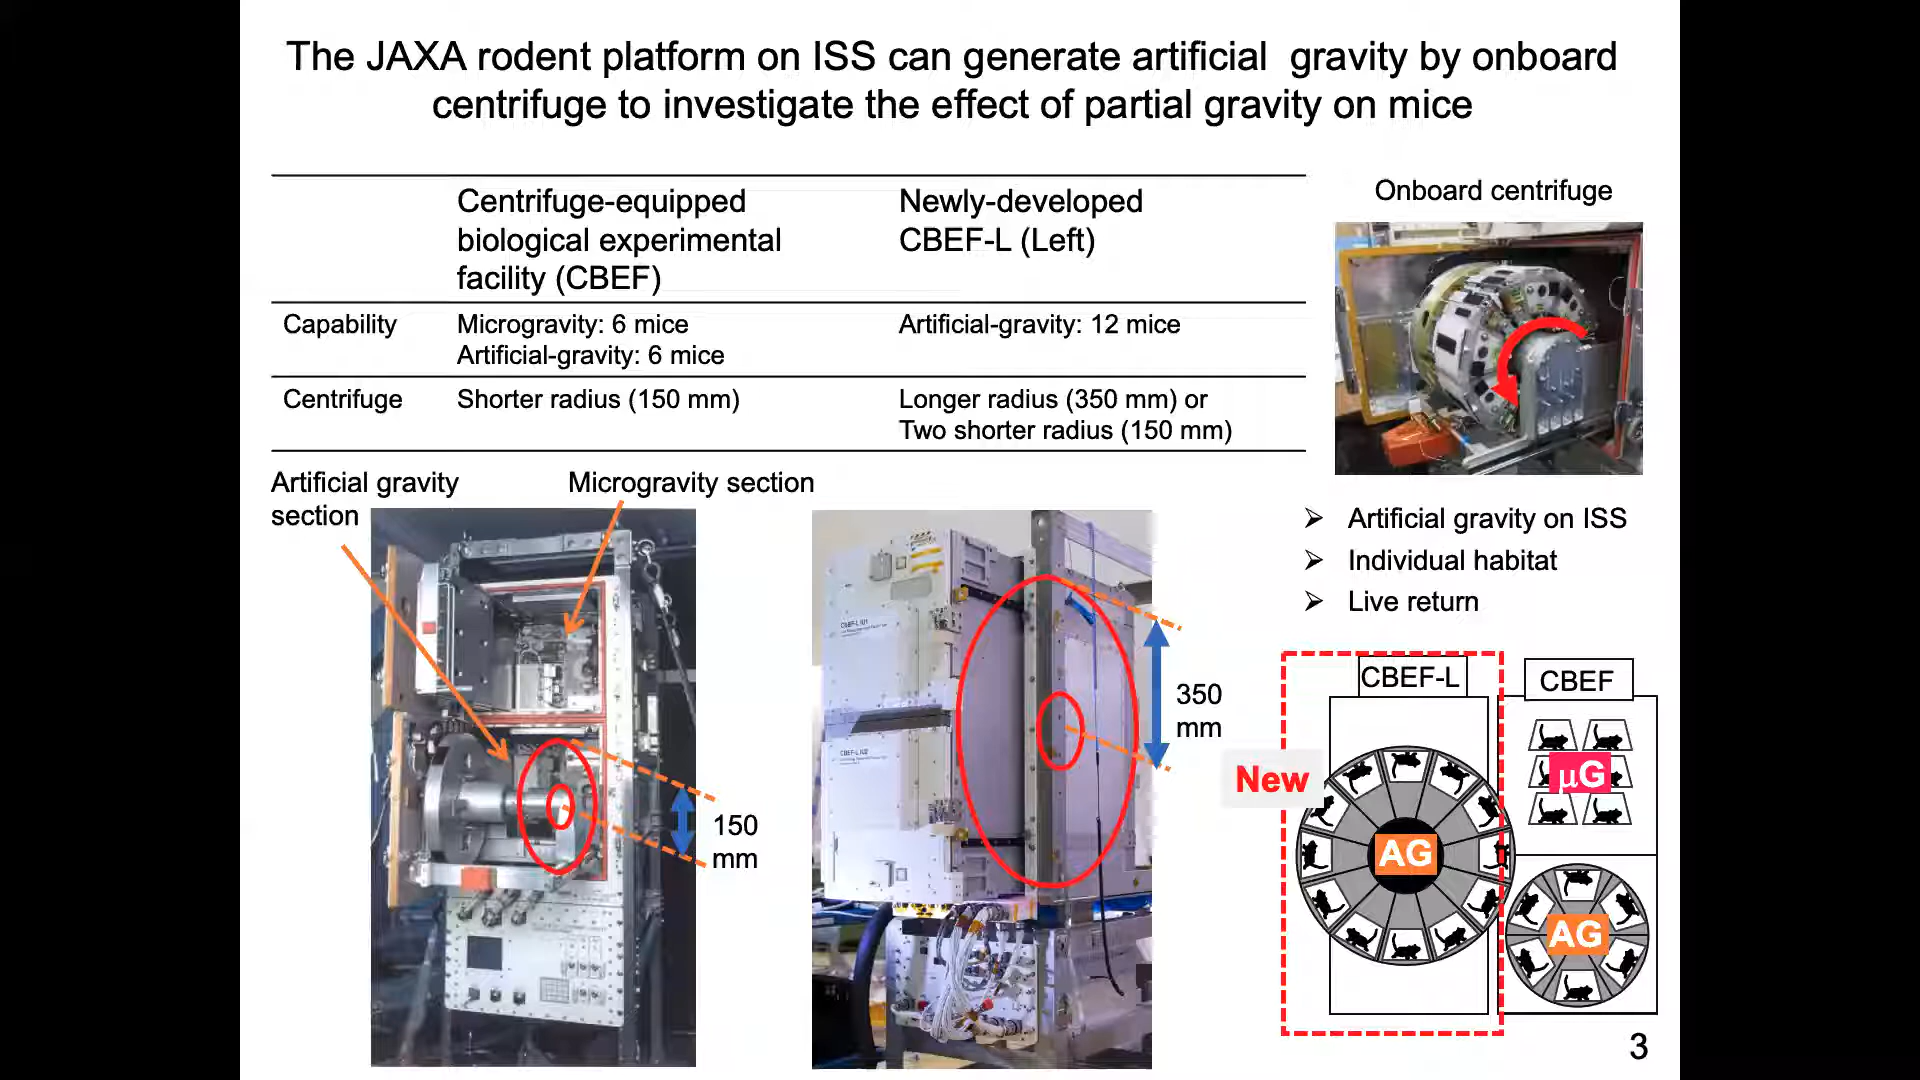 The JAXA rodent platform on ISS can generate artificial gravity by onboard
centrifuge to investigate the effect of partial gravity on mice
Centrifuge-equipped
biological experimental
facility (CBEF)
Newly-developed
CBEF-L (Left)
Capability
Microgravity: 6 mice
Artificial-gravity: 6 mice
Artificial-gravity: 12 mice
Centrifuge
Shorter radius (150 mm)
Longer radius (350 mm) or
Two shorter radius (150 mm)
Onboard centrifuge
Artificial gravity
section
Microgravity section
150
mm
CBEF-L IU1
CBEF-L IU2
350
mm
➢ Artificial gravity on ISS
➢ Individual habitat
➢ Live return
CBEF-L
CBEF
New
AG
μG
AG
3